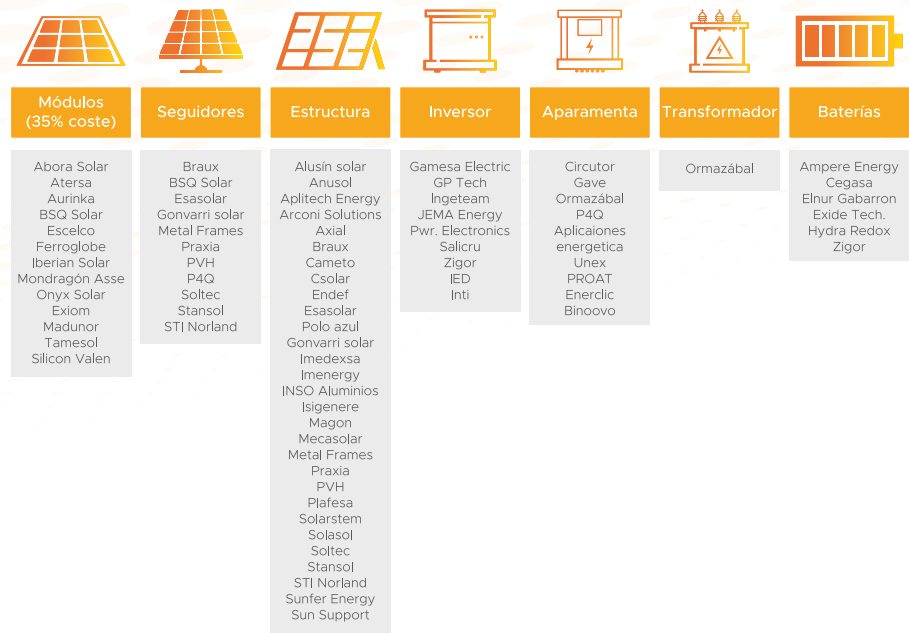 Módulos
(35% coste)
Abora Solar
Atersa
Aurinka
BSQ Solar
Escelco
Ferroglobe
Iberian Solar
Mondragón Asse
Onyx Solar
Exiom
Madunor
Tamesol
Silicon Valen
Seguidores
Braux
BSQ Solar
Esasolar
Gonvarri solar
Metal Frames
Praxia
PVH
P4Q
Soltec
Stansol
STI Norland
Estructura
Alusín solar
Anusol
Aplitech Energy
Arconi Solutions
Axial
Braux
Cameto
Csolar
Endef
Esasolar
Polo azul
Gonvarri solar
Imedexsa
Imenergy
INSO Aluminios
Isigenere
Magon
Mecasolar
Metal Frames
Praxia
PVH
Plafesa
Solarstem
Solasol
Soltec
Stansol
STI Norland
Sunfer Energy
Sun Support
Inversor
Gamesa Electric
GP Tech
Ingeteam
JEMA Energy
Pwr. Electronics
Salicru
Zigor
IED
Inti
Aparamenta
Circutor
Gave
Ormazábal
P4Q
Aplicaiones
energetica
Unex
PROAT
Enerclic
Binoovo
Transformador
Ormazábal
Baterías
Ampere Energy
Cegasa
Elnur Gabarron
Exide Tech.
Hydra Redox
Zigor